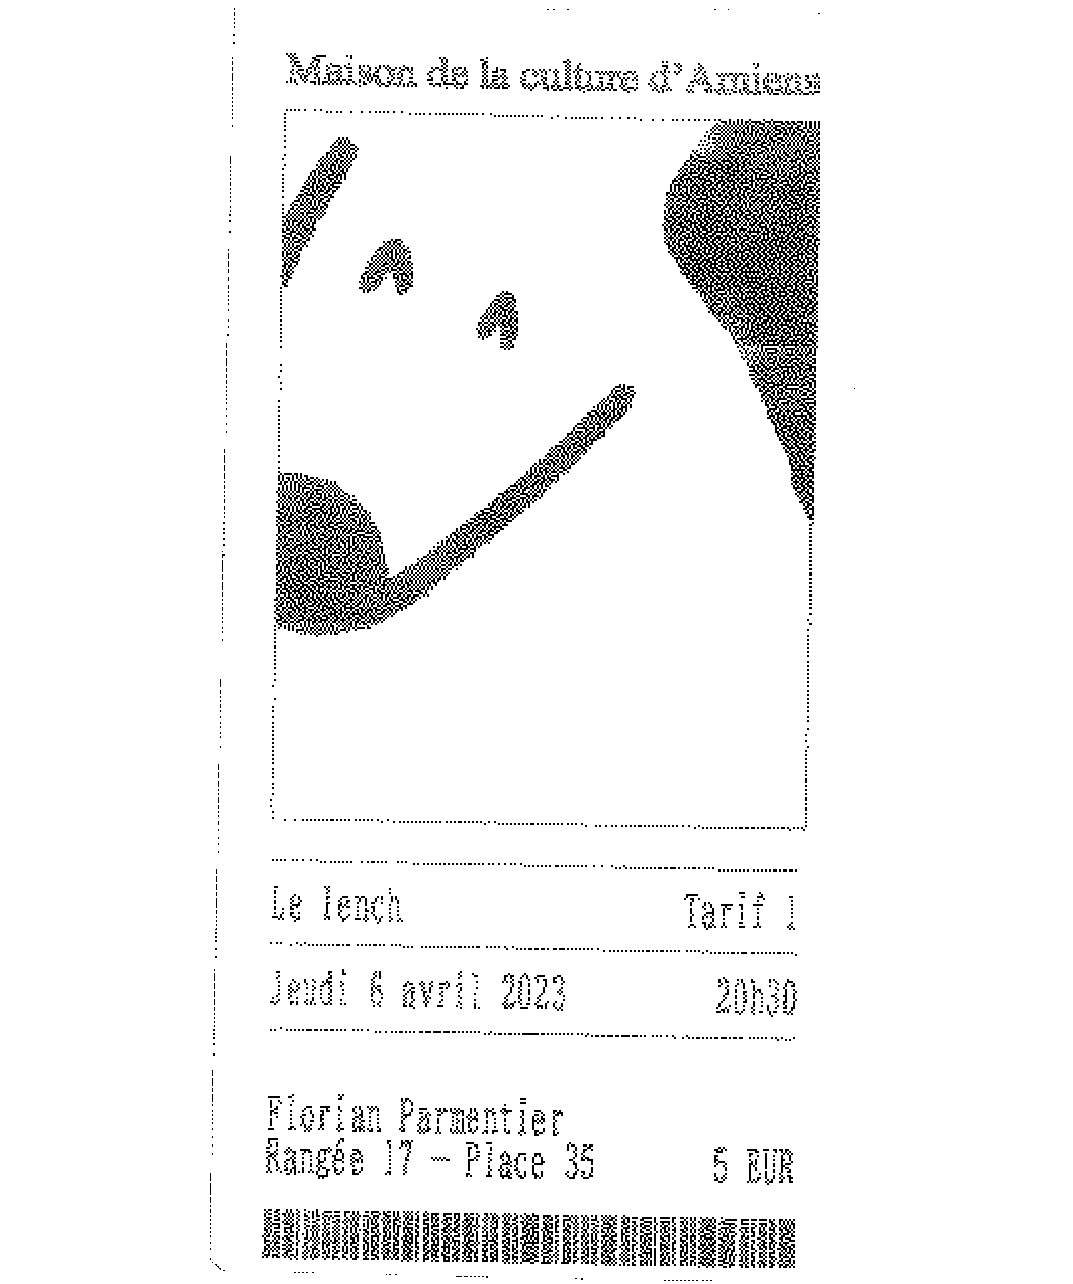 Maison de la culture d'Amiens
Le lench Tarif 1
Jeudi 6 avril 2023 20h30
Florian Parmentier
Rangée 17 - Place 35 5 EUR